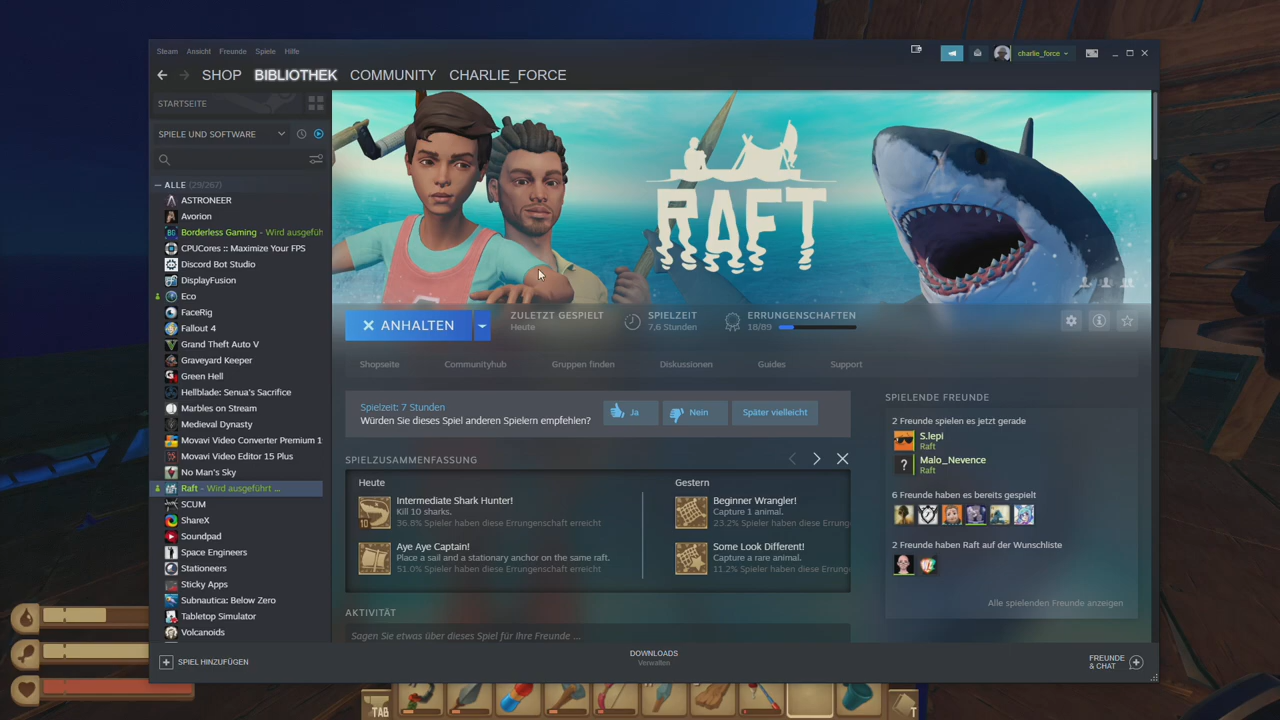 Steam Ansicht Freunde Spiele Hilfe
charlie_force
SHOP BIBLIOTHEK COMMUNITY CHARLIE_FORCE
STARTSEITE
SPIELE UND SOFTWARE
ALLE (29/267)
ASTRONEER
Avorion
Borderless Gaming - Wird ausgefüh
CPUCores :: Maximize Your FPS
Discord Bot Studio
DisplayFusion
Eco
FaceRig
Fallout 4
Grand Theft Auto V
Graveyard Keeper
Green Hell
Hellblade: Senua's Sacrifice
Marbles on Stream
Medieval Dynasty
Movavi Video Converter Premium 1
Movavi Video Editor 15 Plus
No Man's Sky
Raft - Wird ausgeführt ...
SCUM
ShareX
Soundpad
Space Engineers
Stationeers
Sticky Apps
Subnautica: Below Zero
Tabletop Simulator
Volcanoids
RAFT
ANHALTEN
ZULETZT GESPIELT
Heute
SPIELZEIT
7,6 Stunden
ERRUNGENSCHAFTEN
18/89
Shopseite Communityhub Gruppen finden Diskussionen Guides Support
Spielzeit: 7 Stunden
Würden Sie dieses Spiel anderen Spielern empfehlen?
Ja
Nein
Später vielleicht
SPIELZUSAMMENFASSUNG
Heute
Intermediate Shark Hunter!
Kill 10 sharks.
36.8% Spieler haben diese Errungenschaft erreicht
10
Aye Aye Captain!
Place a sail and a stationary anchor on the same raft.
51.0% Spieler haben diese Errungenschaft erreicht
Gestern
Beginner Wrangler!
Capture 1 animal.
23.2% Spieler haben diese Errung
Some Look Different!
Capture a rare animal.
11.2% Spieler haben diese Errung
AKTIVITÄT
Sagen Sie etwas über dieses Spiel für Ihre Freunde ...
SPIELENDE FREUNDE
2 Freunde spielen es jetzt gerade
S.lepi
Raft
?
Malo_Nevence
Raft
6 Freunde haben es bereits gespielt
2 Freunde haben Raft auf der Wunschliste
Alle spielenden Freunde anzeigen
SPIEL HINZUFÜGEN
DOWNLOADS
Verwalten
FREUNDE
& CHAT
TAB
T